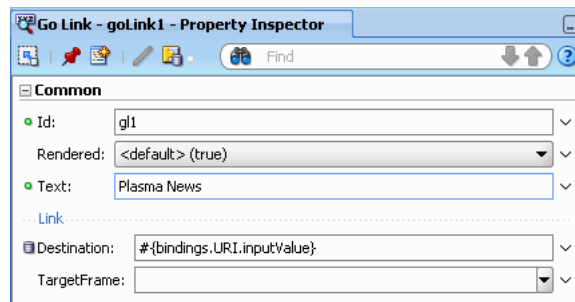 Go Link - goLink1 - Property Inspector
Find
Common
Id: gl1
Rendered: <default> (true)
Text: Plasma News
Link
Destination: #{bindings.URI.inputValue}
TargetFrame: